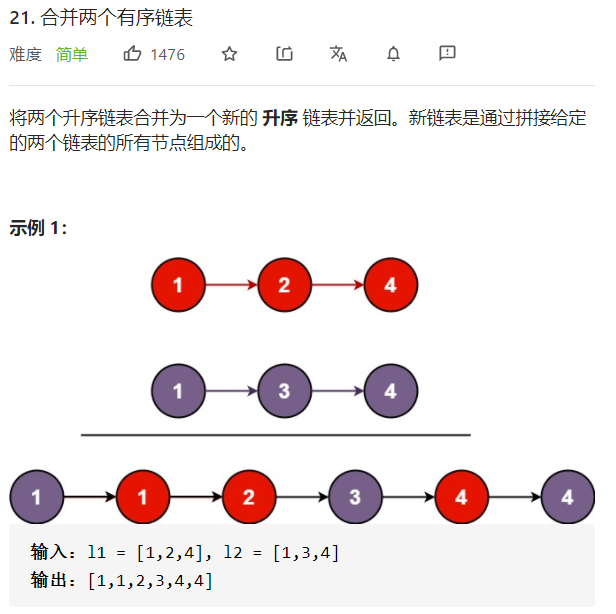 21. 合并两个有序链表
难度 简单 1476
将两个升序链表合并为一个新的 升序 链表并返回。新链表是通过拼接给定
的两个链表的所有节点组成的。
示例 1：
1 2 4
1 3 4
1 1 2 3 4 4
输入：l1 = [1,2,4], l2 = [1,3,4]
输出：[1,1,2,3,4,4]